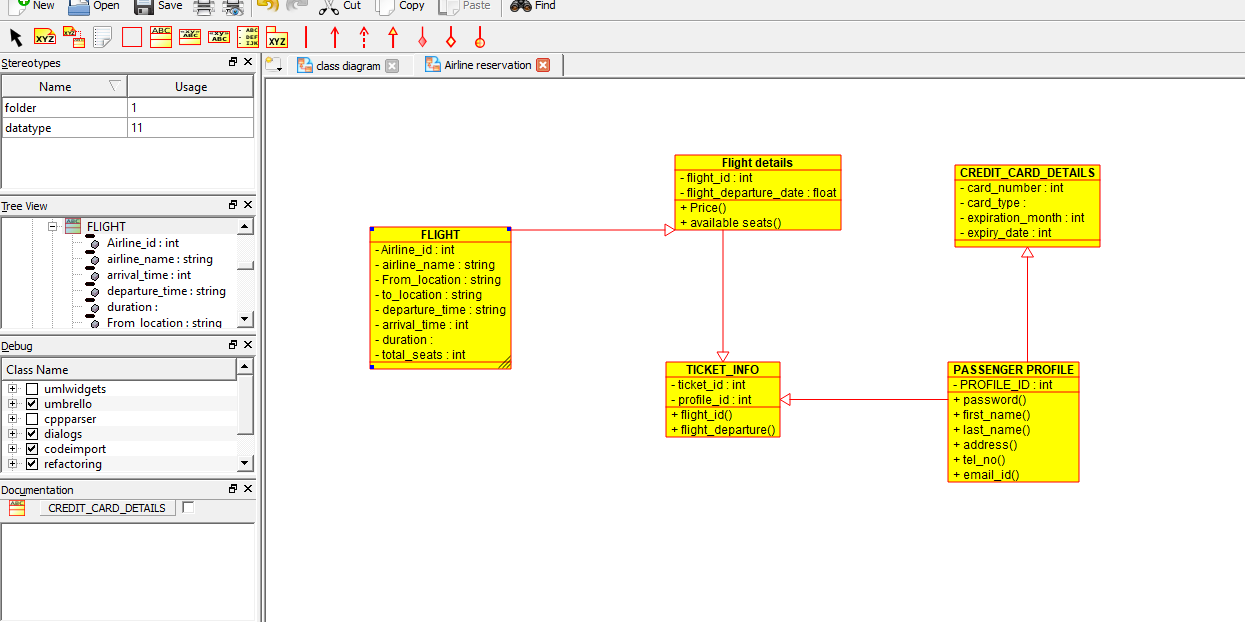 New Open Save Cut Copy Paste Find
XYZ ABC ABC ABC ABC DEF IJK XYZ
Stereotypes
Name Usage
folder 1
datatype 11
Tree View
FLIGHT
Airline_id : int
airline_name : string
arrival_time : int
departure_time : string
duration :
From_location : string
Debug
Class Name
umlwidgets
umbrello
cppparser
dialogs
codeimport
refactoring
Documentation
CREDIT_CARD_DETAILS
class diagram Airline reservation
FLIGHT
- Airline_id : int
- airline_name : string
- From_location : string
- to_location : string
- departure_time : string
- arrival_time : int
- duration :
- total_seats : int
Flight details
- flight_id : int
- flight_departure_date : float
+ Price()
+ available seats()
TICKET_INFO
- ticket_id : int
- profile_id : int
+ flight_id()
+ flight_departure()
CREDIT_CARD_DETAILS
- card_number : int
- card_type :
- expiration_month : int
- expiry_date : int
PASSENGER PROFILE
- PROFILE_ID : int
+ password()
+ first_name()
+ last_name()
+ address()
+ tel_no()
+ email_id()